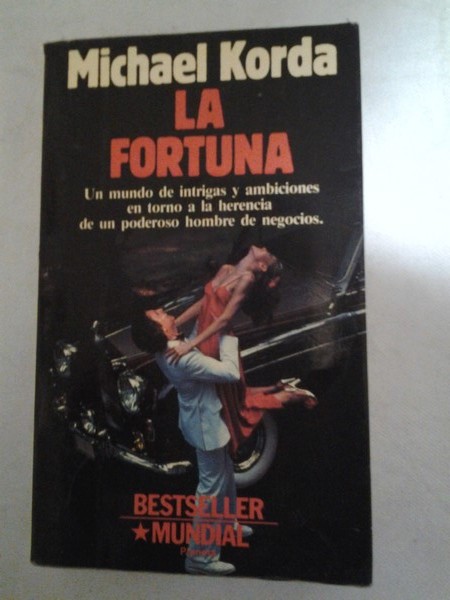 Michael Korda
LA
FORTUNA
Un mundo de intrigas y ambiciones
en torno a la herencia
de un poderoso hombre de negocios.
BESTSELLER
★MUNDIAL